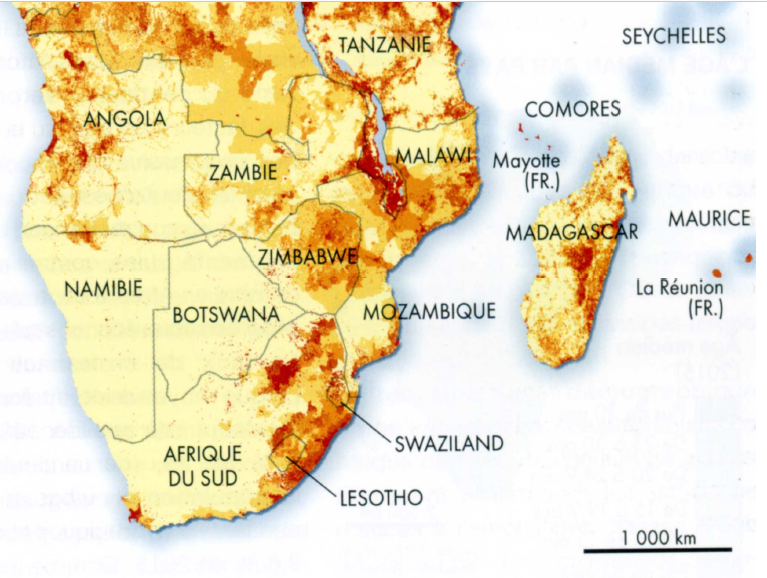 TANZANIE
SEYCHELLES
COMORES
ANGOLA
MALAWI
Mayotte
(FR.)
ZAMBIE
MAURICE
MADAGASCAR
ZIMBABWE
NAMIBIE
La Réunion
(FR.)
BOTSWANA
MOZAMBIQUE
SWAZILAND
AFRIQUE
DU SUD
LESOTHO
1 000 km